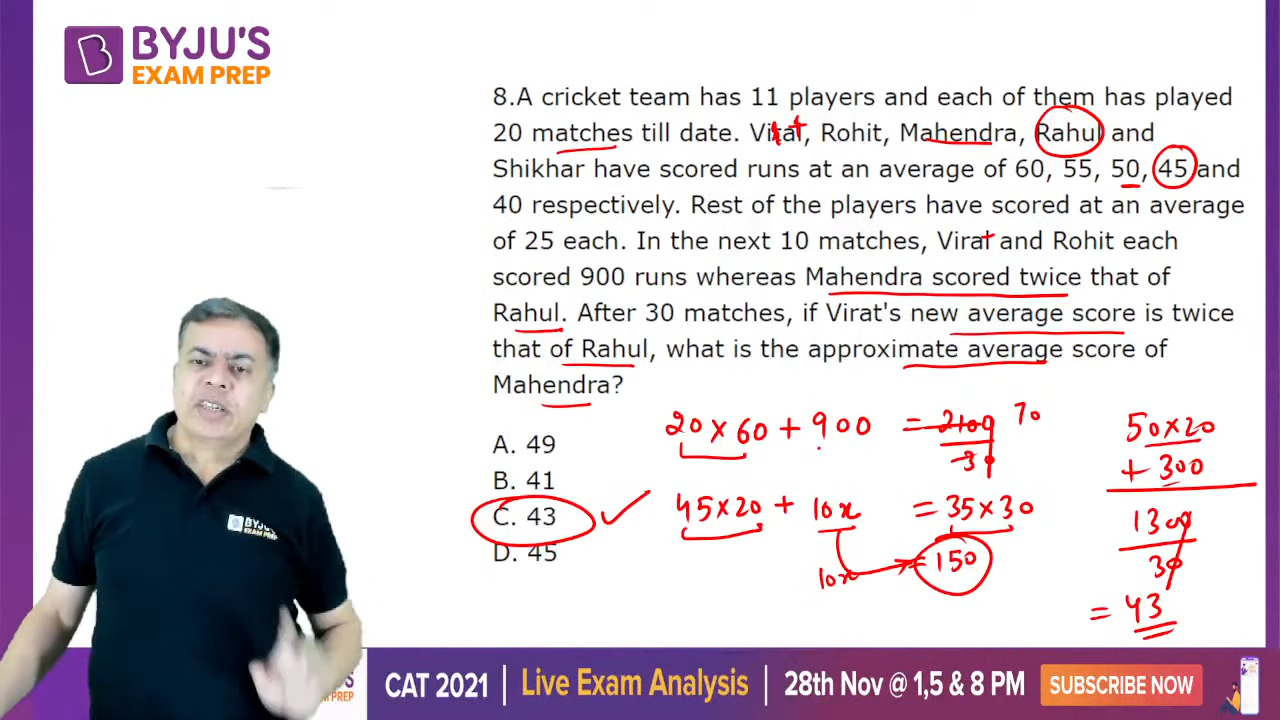 BYJU'S
EXAM PREP
8.A cricket team has 11 players and each of them has played
20 matches till date. Virat, Rohit, Mahendra, Rahul and
Shikhar have scored runs at an average of 60, 55, 50, 45 and
40 respectively. Rest of the players have scored at an average
of 25 each. In the next 10 matches, Virat and Rohit each
scored 900 runs whereas Mahendra scored twice that of
Rahul. After 30 matches, if Virat's new average score is twice
that of Rahul, what is the approximate average score of
Mahendra?
A. 49
B. 41
C. 43
D. 45
20 × 60 + 900 = 2100 70
30
45 × 20 + 10x = 35 × 30
10x = 150
50 × 20
+ 300
1300
30
= 43
BYJU'S
EXAM PREP
PREP
CAT 2021 | Live Exam Analysis | 28th Nov @ 1,5 & 8 PM
SUBSCRIBE NOW